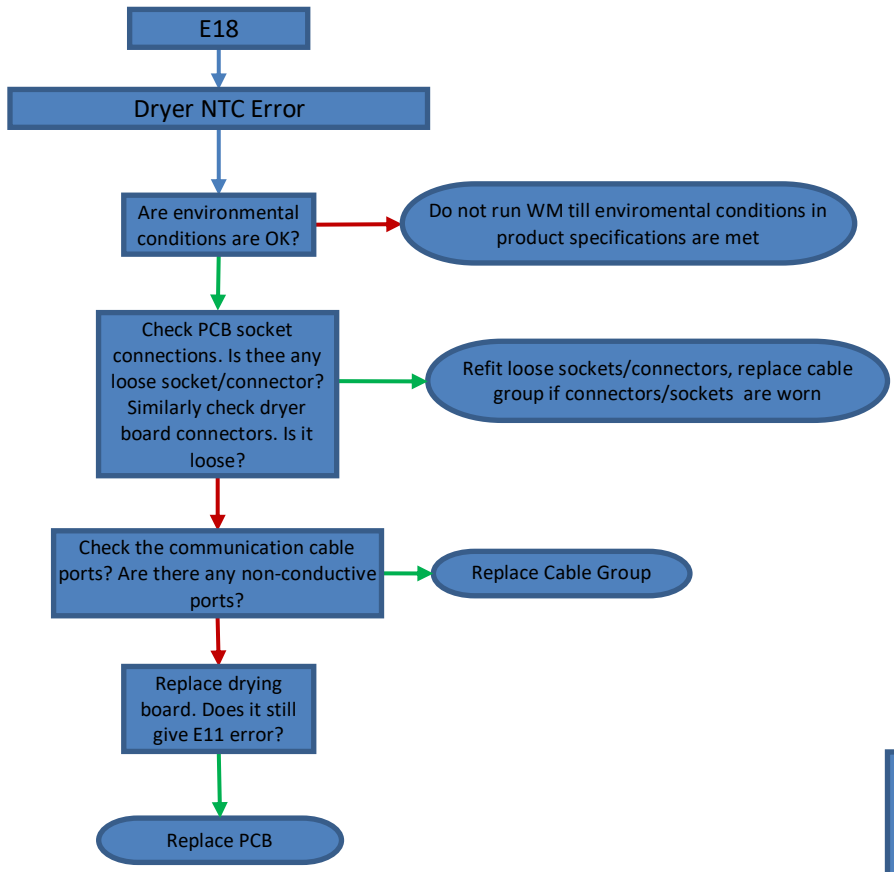 E18
Dryer NTC Error
Are environmental
conditions are OK?
Do not run WM till enviromental conditions in
product specifications are met
Check PCB socket
connections. Is thee any
loose socket/connector?
Similarly check dryer
board connectors. Is it
loose?
Refit loose sockets/connectors, replace cable
group if connectors/sockets are worn
Check the communication cable
ports? Are there any non-conductive
ports?
Replace Cable Group
Replace drying
board. Does it still
give E11 error?
Replace PCB